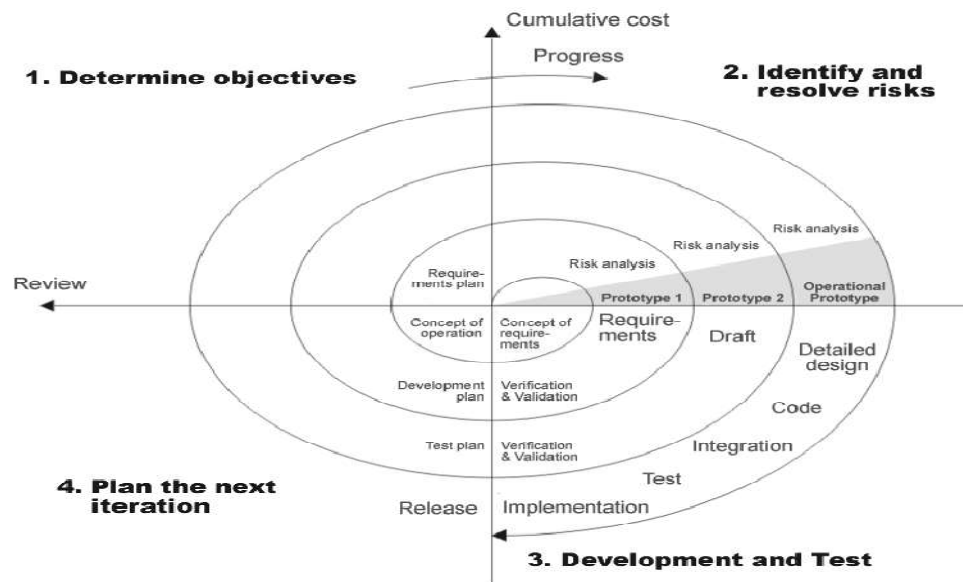 Cumulative cost
Progress
1. Determine objectives
2. Identify and
resolve risks
Review
Require-
ments plan
Risk analysis
Risk analysis
Risk analysis
Prototype 1
Prototype 2
Operational
Prototype
Concept of
operation
Concept of
require-
ments
Require-
ments
Draft
Detailed
design
Development
plan
Verification
& Validation
Code
Test plan
Verification
& Validation
Integration
Test
4. Plan the next
iteration
Release
Implementation
3. Development and Test